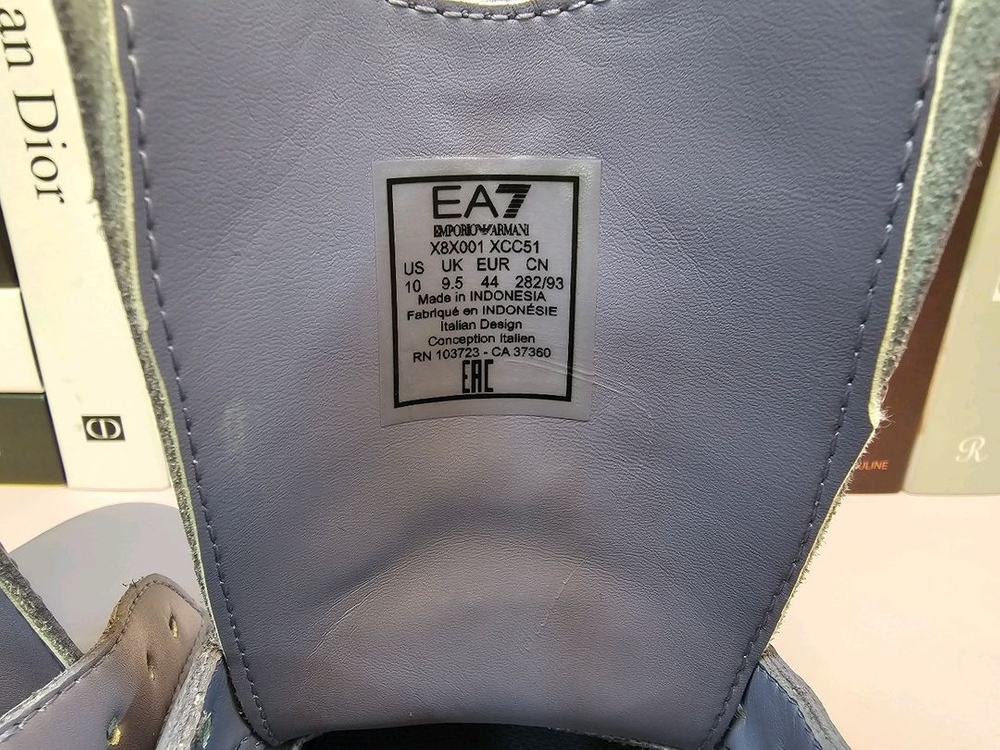 an Dior
EA7
EMPORIO ARMANI
X8X001 XCC51
US UK EUR CN
10 9.5 44 282/93
Made in INDONESIA
Fabriqué en INDONÉSIE
Italian Design
Conception Italien
RN 103723 - CA 37360
EAC
R